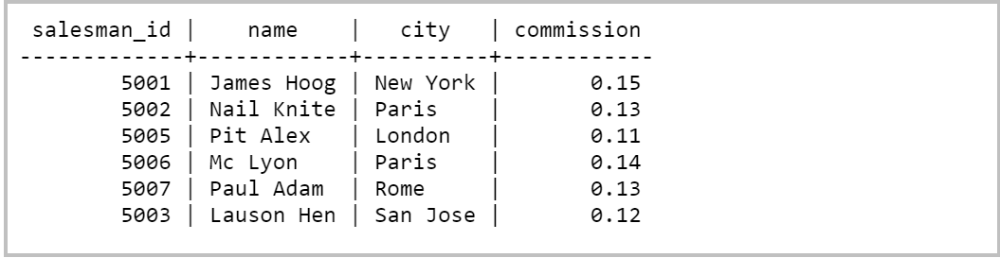 salesman_id |    name    |   city   | commission
-------------+------------+----------+------------
        5001 | James Hoog | New York |       0.15
        5002 | Nail Knite | Paris    |       0.13
        5005 | Pit Alex   | London   |       0.11
        5006 | Mc Lyon    | Paris    |       0.14
        5007 | Paul Adam  | Rome     |       0.13
        5003 | Lauson Hen | San Jose |       0.12